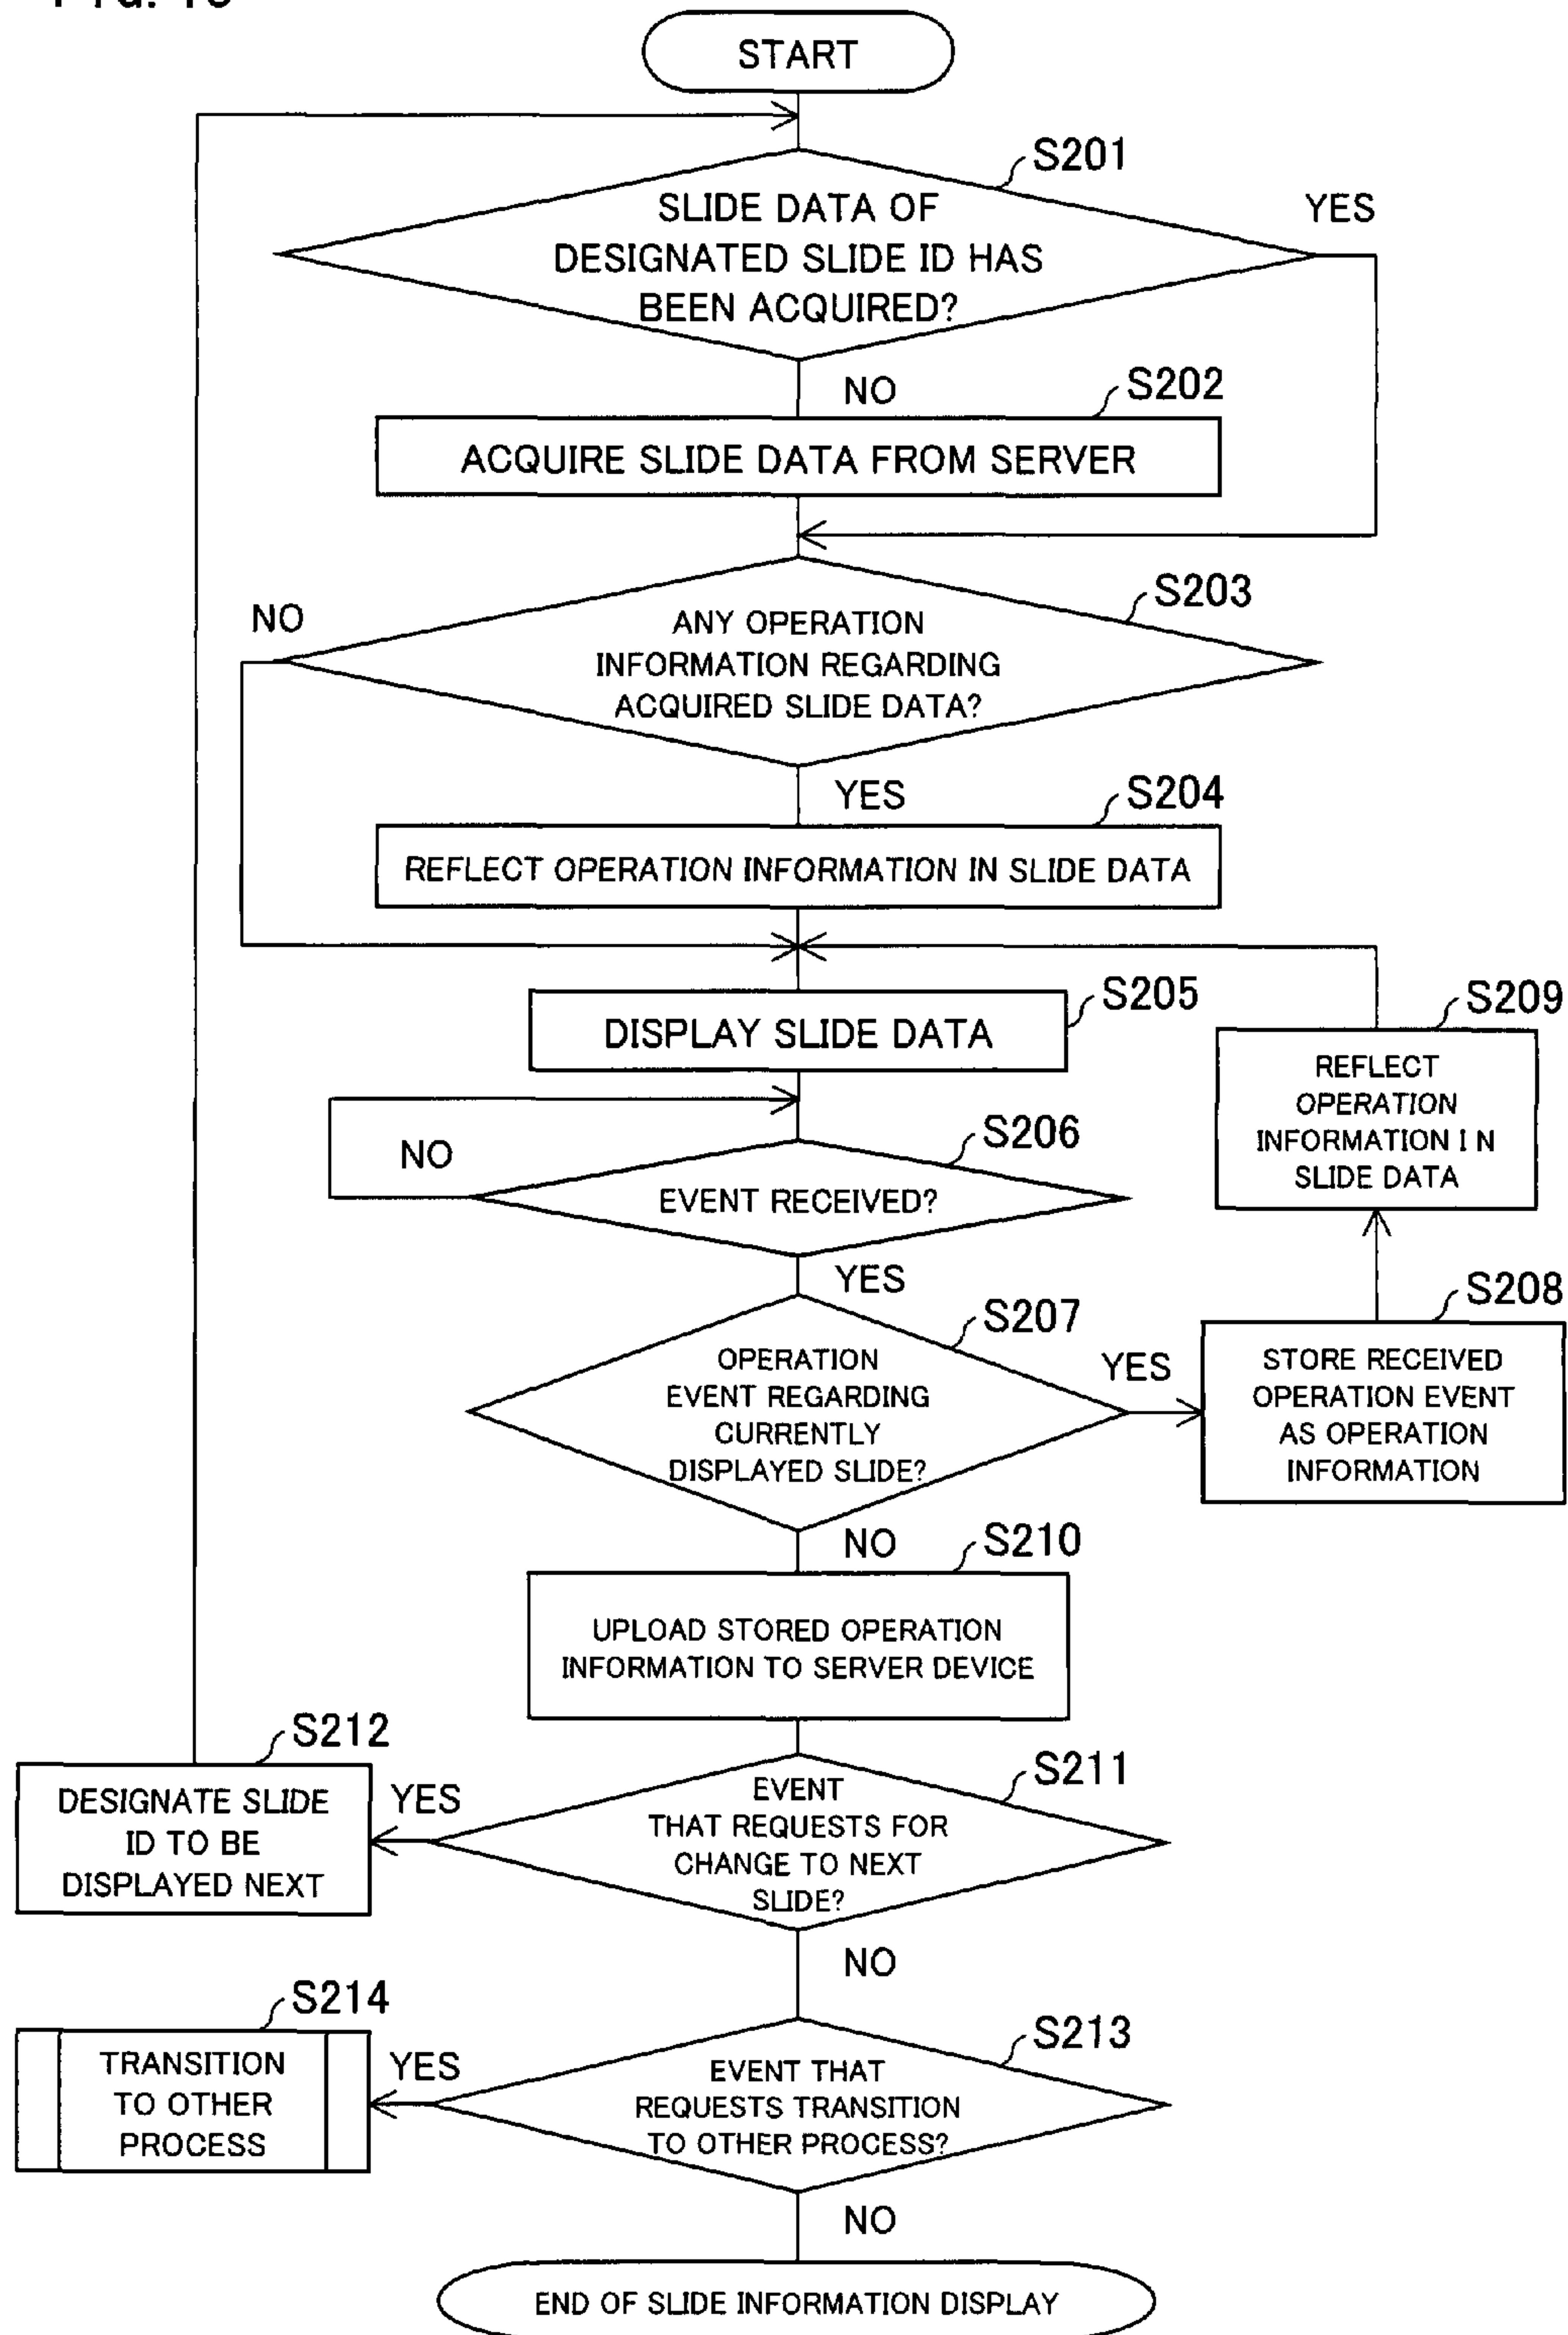 START
S201
SLIDE DATA OF
DESIGNATED SLIDE ID HAS
BEEN ACQUIRED?
YES
NO
S202
ACQUIRE SLIDE DATA FROM SERVER
S203
NO
ANY OPERATION
INFORMATION REGARDING
ACQUIRED SLIDE DATA?
YES
S204
REFLECT OPERATION INFORMATION IN SLIDE DATA
S205
DISPLAY SLIDE DATA
S209
REFLECT
OPERATION
INFORMATION I N
SLIDE DATA
S206
NO
EVENT RECEIVED?
YES
S207
OPERATION
EVENT REGARDING
CURRENTLY
DISPLAYED SLIDE?
YES
S208
STORE RECEIVED
OPERATION EVENT
AS OPERATION
INFORMATION
NO
S210
UPLOAD STORED OPERATION
INFORMATION TO SERVER DEVICE
S212
DESIGNATE SLIDE
ID TO BE
DISPLAYED NEXT
YES
S211
EVENT
THAT REQUESTS FOR
CHANGE TO NEXT
SLIDE?
NO
S214
TRANSITION
TO OTHER
PROCESS
YES
S213
EVENT THAT
REQUESTS TRANSITION
TO OTHER PROCESS?
NO
END OF SLIDE INFORMATION DISPLAY